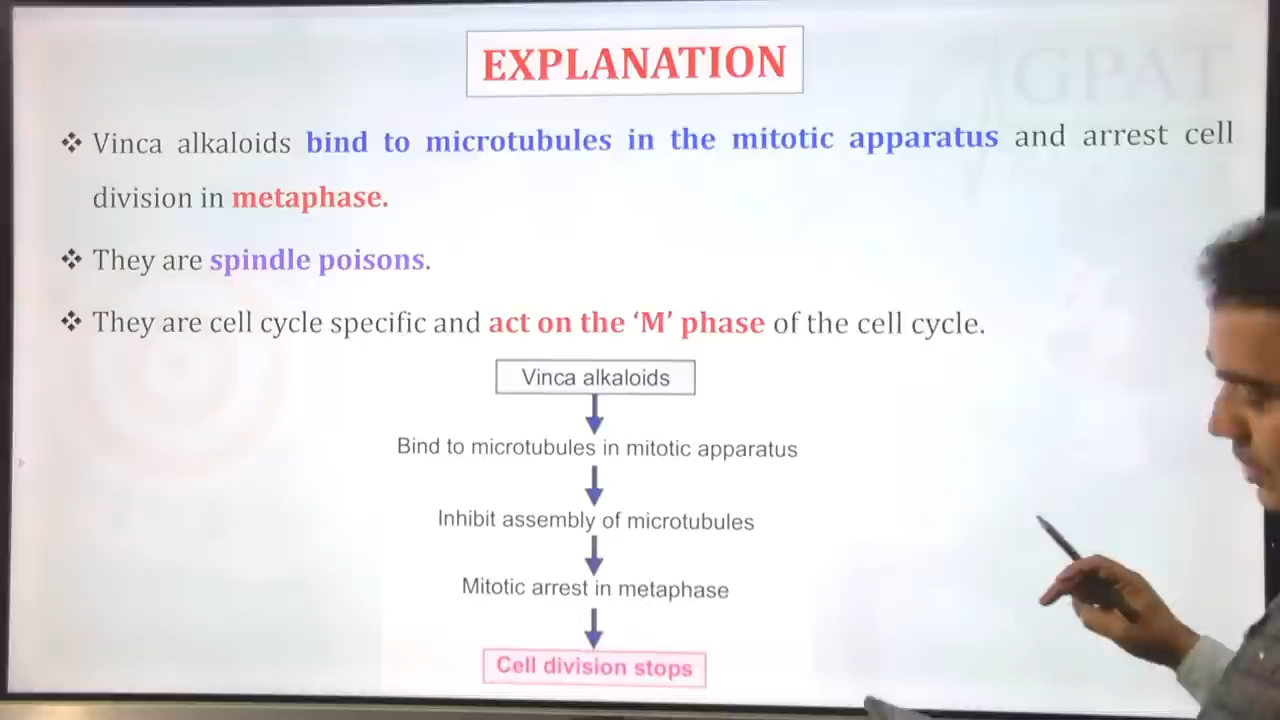 EXPLANATION
GPAT
❖ Vinca alkaloids bind to microtubules in the mitotic apparatus and arrest cell
division in metaphase.
❖ They are spindle poisons.
❖ They are cell cycle specific and act on the ‘M’ phase of the cell cycle.
Vinca alkaloids
Bind to microtubules in mitotic apparatus
Inhibit assembly of microtubules
Mitotic arrest in metaphase
Cell division stops